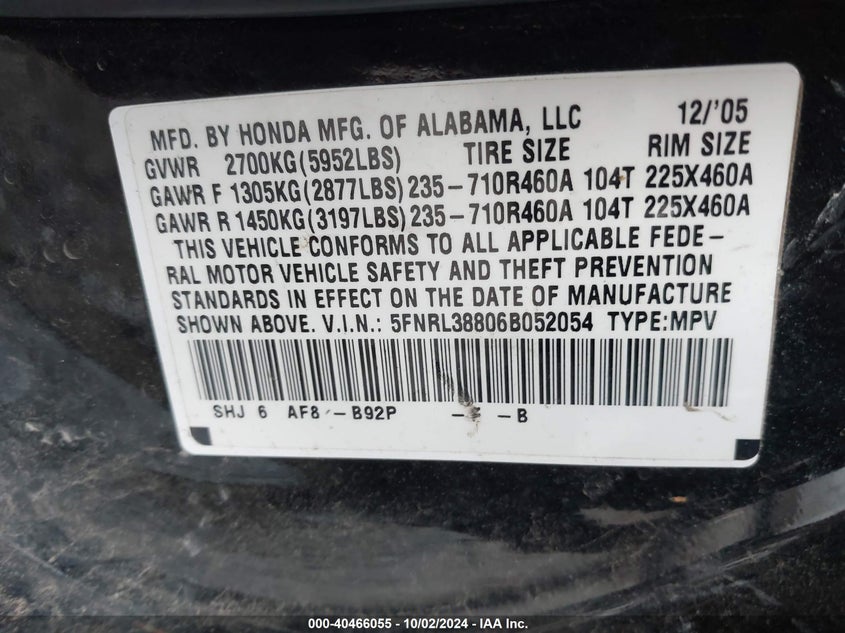 MFD. BY HONDA MFG. OF ALABAMA, LLC 12/'05
GVWR 2700KG(5952LBS) TIRE SIZE RIM SIZE
GAWR F 1305KG(2877LBS)235-710R460A 104T 225X460A
GAWR R 1450KG(3197LBS)235-710R460A 104T 225X460A
THIS VEHICLE CONFORMS TO ALL APPLICABLE FEDE-
RAL MOTOR VEHICLE SAFETY AND THEFT PREVENTION
STANDARDS IN EFFECT ON THE DATE OF MANUFACTURE
SHOWN ABOVE. V.I.N.: 5FNRL38806B052054 TYPE:MPV
SHJ 6 AF8 -B92P - -B
000-40466055 - 10/02/2024 - IAA Inc.